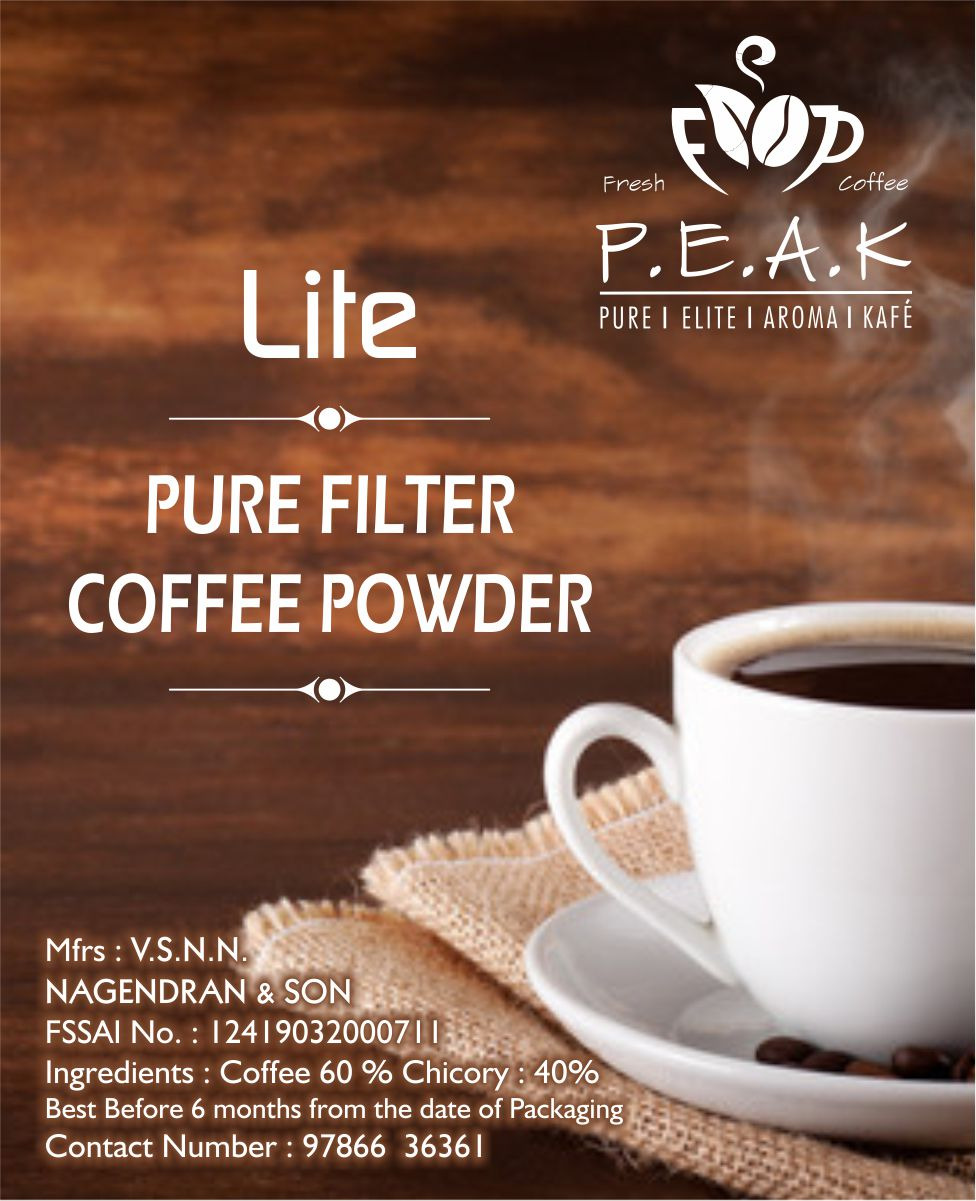 FP
Fresh Coffee
P.E.A.K
PURE I ELITE I AROMA I KAFÉ
Lite
PURE FILTER
COFFEE POWDER
Mfrs : V.S.N.N.
NAGENDRAN & SON
FSSAI No. : 12419032000711
Ingredients : Coffee 60 % Chicory : 40%
Best Before 6 months from the date of Packaging
Contact Number : 97866 36361